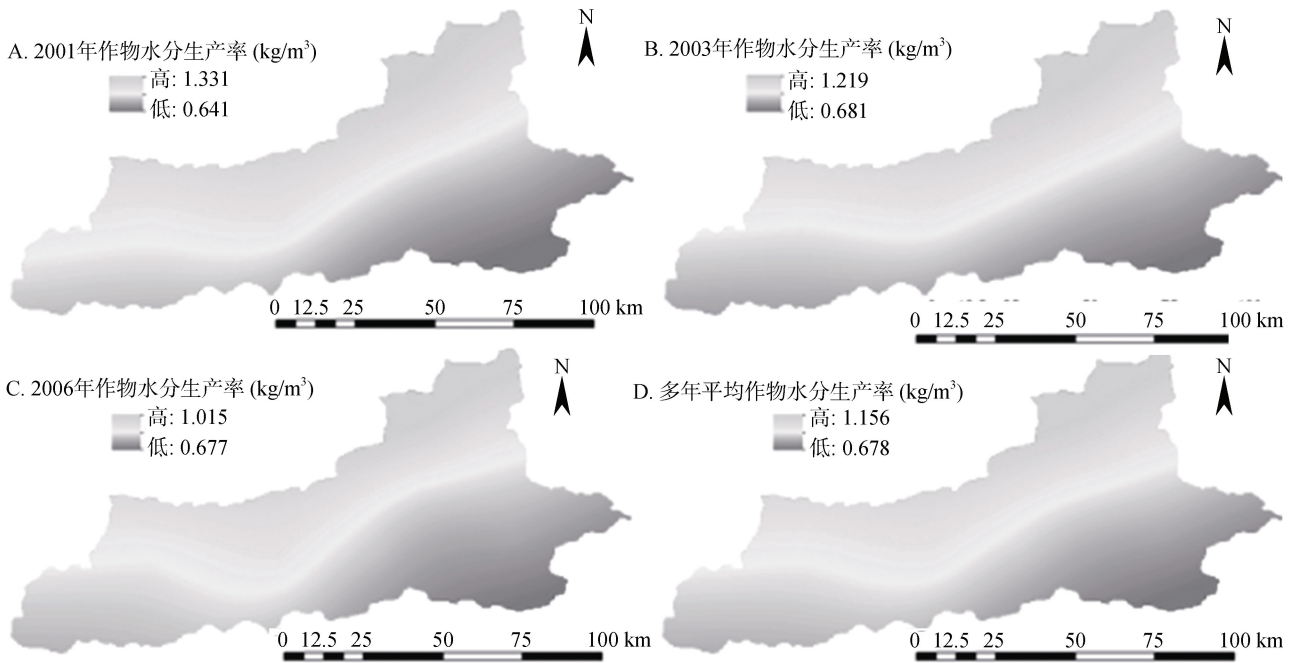 N
A. 2001年作物水分生产率 (kg/m³)
高: 1.331
低: 0.641
0 12.5 25 50 75 100 km
N
B. 2003年作物水分生产率 (kg/m³)
高: 1.219
低: 0.681
0 12.5 25 50 75 100 km
N
C. 2006年作物水分生产率 (kg/m³)
高: 1.015
低: 0.677
0 12.5 25 50 75 100 km
N
D. 多年平均作物水分生产率 (kg/m³)
高: 1.156
低: 0.678
0 12.5 25 50 75 100 km